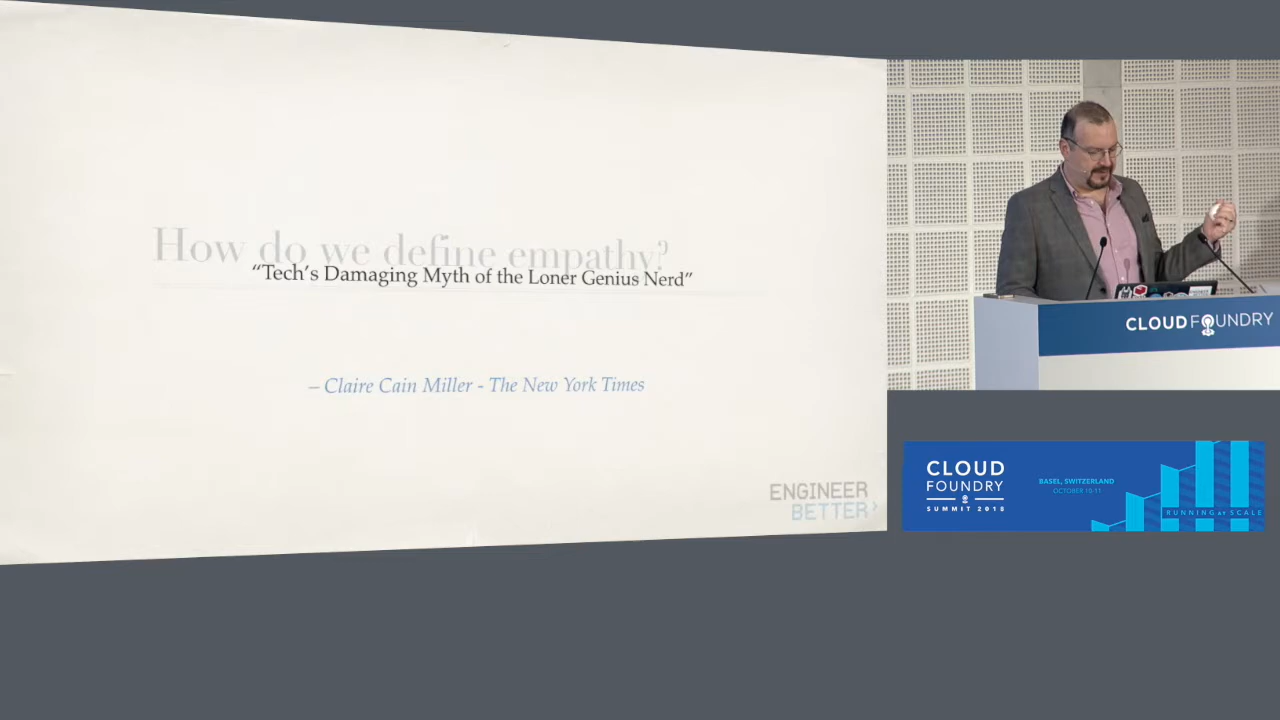 How do we define empathy?
“Tech’s Damaging Myth of the Loner Genius Nerd”
– Claire Cain Miller - The New York Times
ENGINEER
BETTER
CLOUD FOUNDRY
CLOUD
FOUNDRY
SUMMIT 2018
BASEL, SWITZERLAND
OCTOBER 10-11
RUNNING AT SCALE